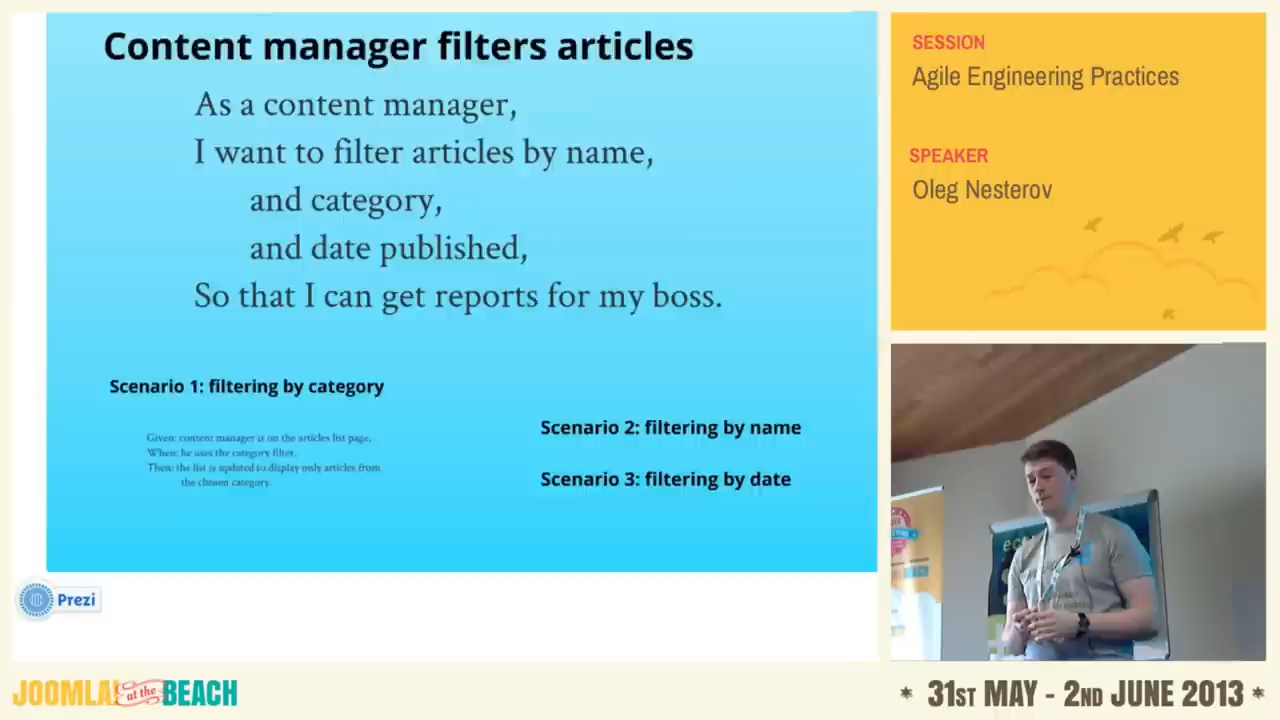 Content manager filters articles
As a content manager,
I want to filter articles by name,
and category,
and date published,
So that I can get reports for my boss.
Scenario 1: filtering by category
Given: content manager is on the articles list page,
When: he uses the category filter,
Then: the list is updated to display only articles from
the chosen category.
Scenario 2: filtering by name
Scenario 3: filtering by date
Prezi
SESSION
Agile Engineering Practices
SPEAKER
Oleg Nesterov
JOOMLA! at the BEACH
* 31ST MAY - 2ND JUNE 2013 *